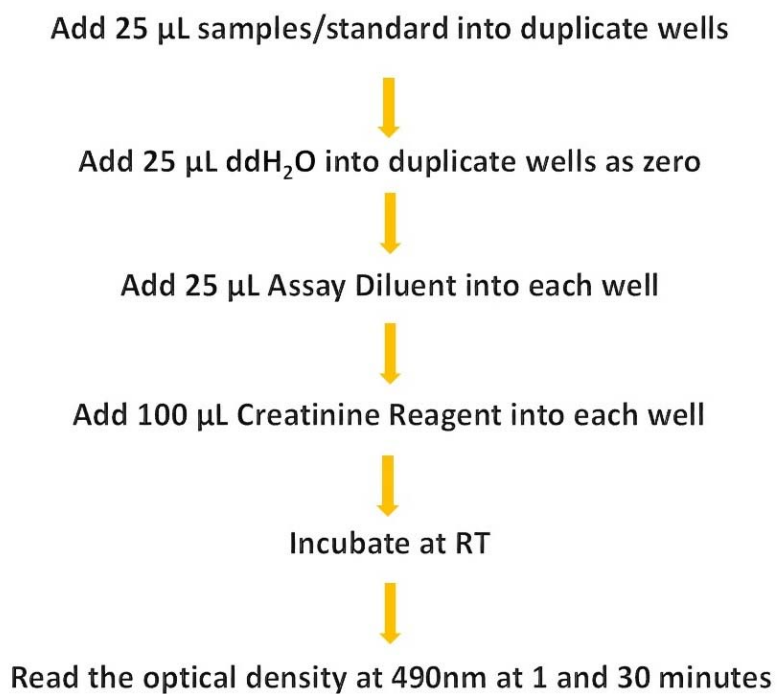 Add 25 µL samples/standard into duplicate wells
Add 25 µL ddH₂O into duplicate wells as zero
Add 25 µL Assay Diluent into each well
Add 100 µL Creatinine Reagent into each well
Incubate at RT
Read the optical density at 490nm at 1 and 30 minutes